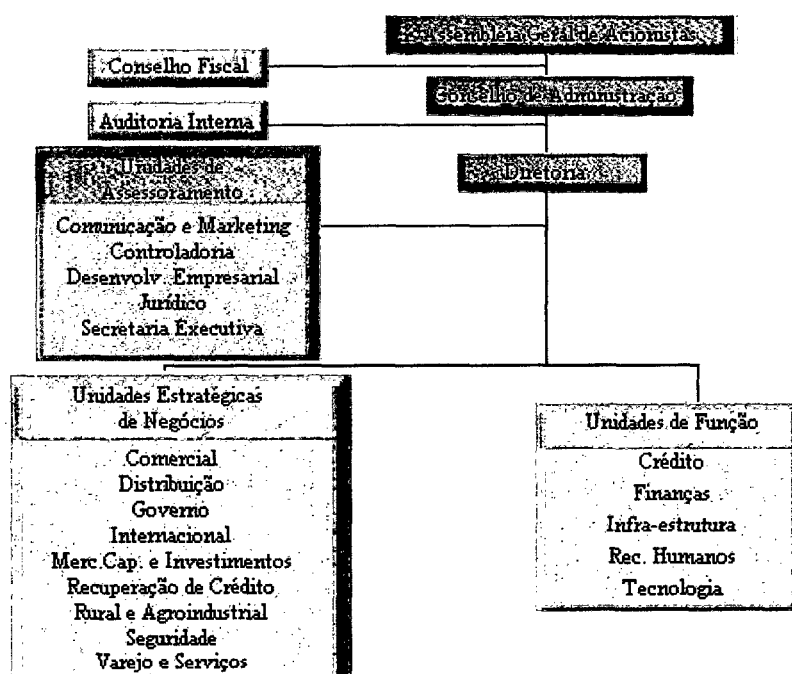 Assembléia Geral de Acionistas
Conselho Fiscal
Conselho de Administração
Auditoria Interna
Unidades de
Assessoramento
Diretoria
Comunicação e Marketing
Controladoria
Desenvolv. Empresarial
Jurídico
Secretaria Executiva
Unidades Estratégicas
de Negócios
Comercial
Distribuição
Governo
Internacional
Merc.Cap. e Investimentos
Recuperação de Crédito
Rural e Agroindustrial
Seguridade
Varejo e Serviços
Unidades de Função
Crédito
Finanças
Infra-estrutura
Rec. Humanos
Tecnologia